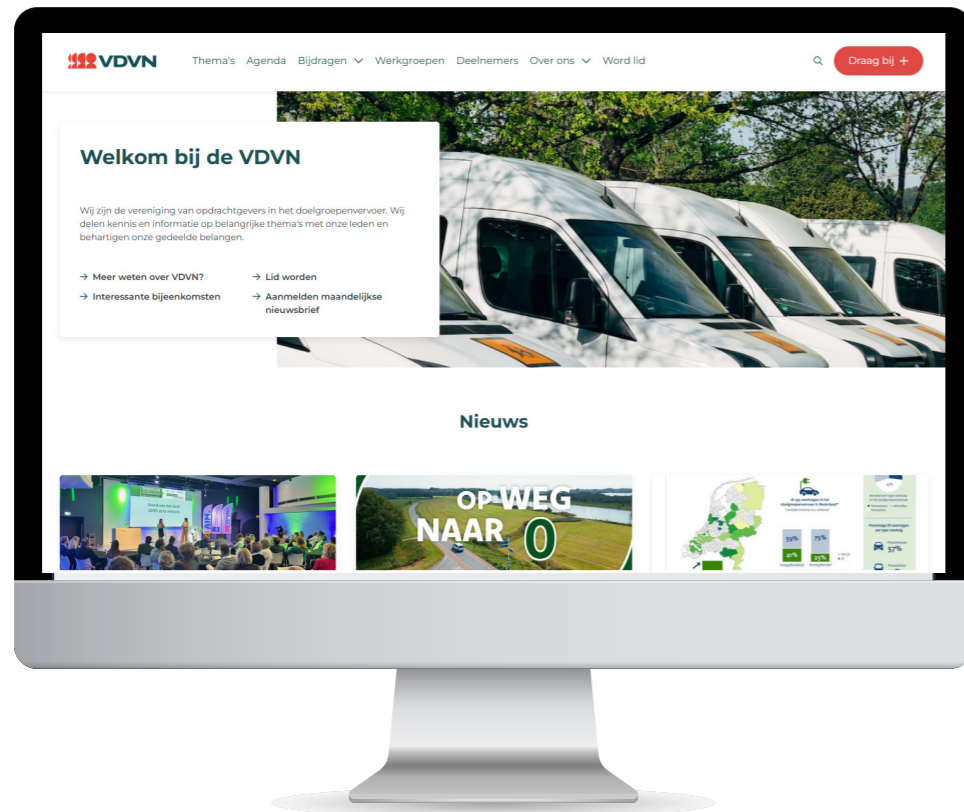 VDVN
Thema's Agenda Bijdragen Werkgroepen Deelnemers Over ons Word lid
Draag bij +
Welkom bij de VDVN
Wij zijn de vereniging van opdrachtgevers in het doelgroepenvervoer. Wij
delen kennis en informatie op belangrijke thema's met onze leden en
behartigen onze gedeelde belangen.
→ Meer weten over VDVN?
→ Lid worden
→ Interessante bijeenkomsten
→ Aanmelden maandelijkse
nieuwsbrief
Nieuws
OP WEG
NAAR 0
doelgroepenvervoer in Nederland*
59% 75%
41% 25%
57%